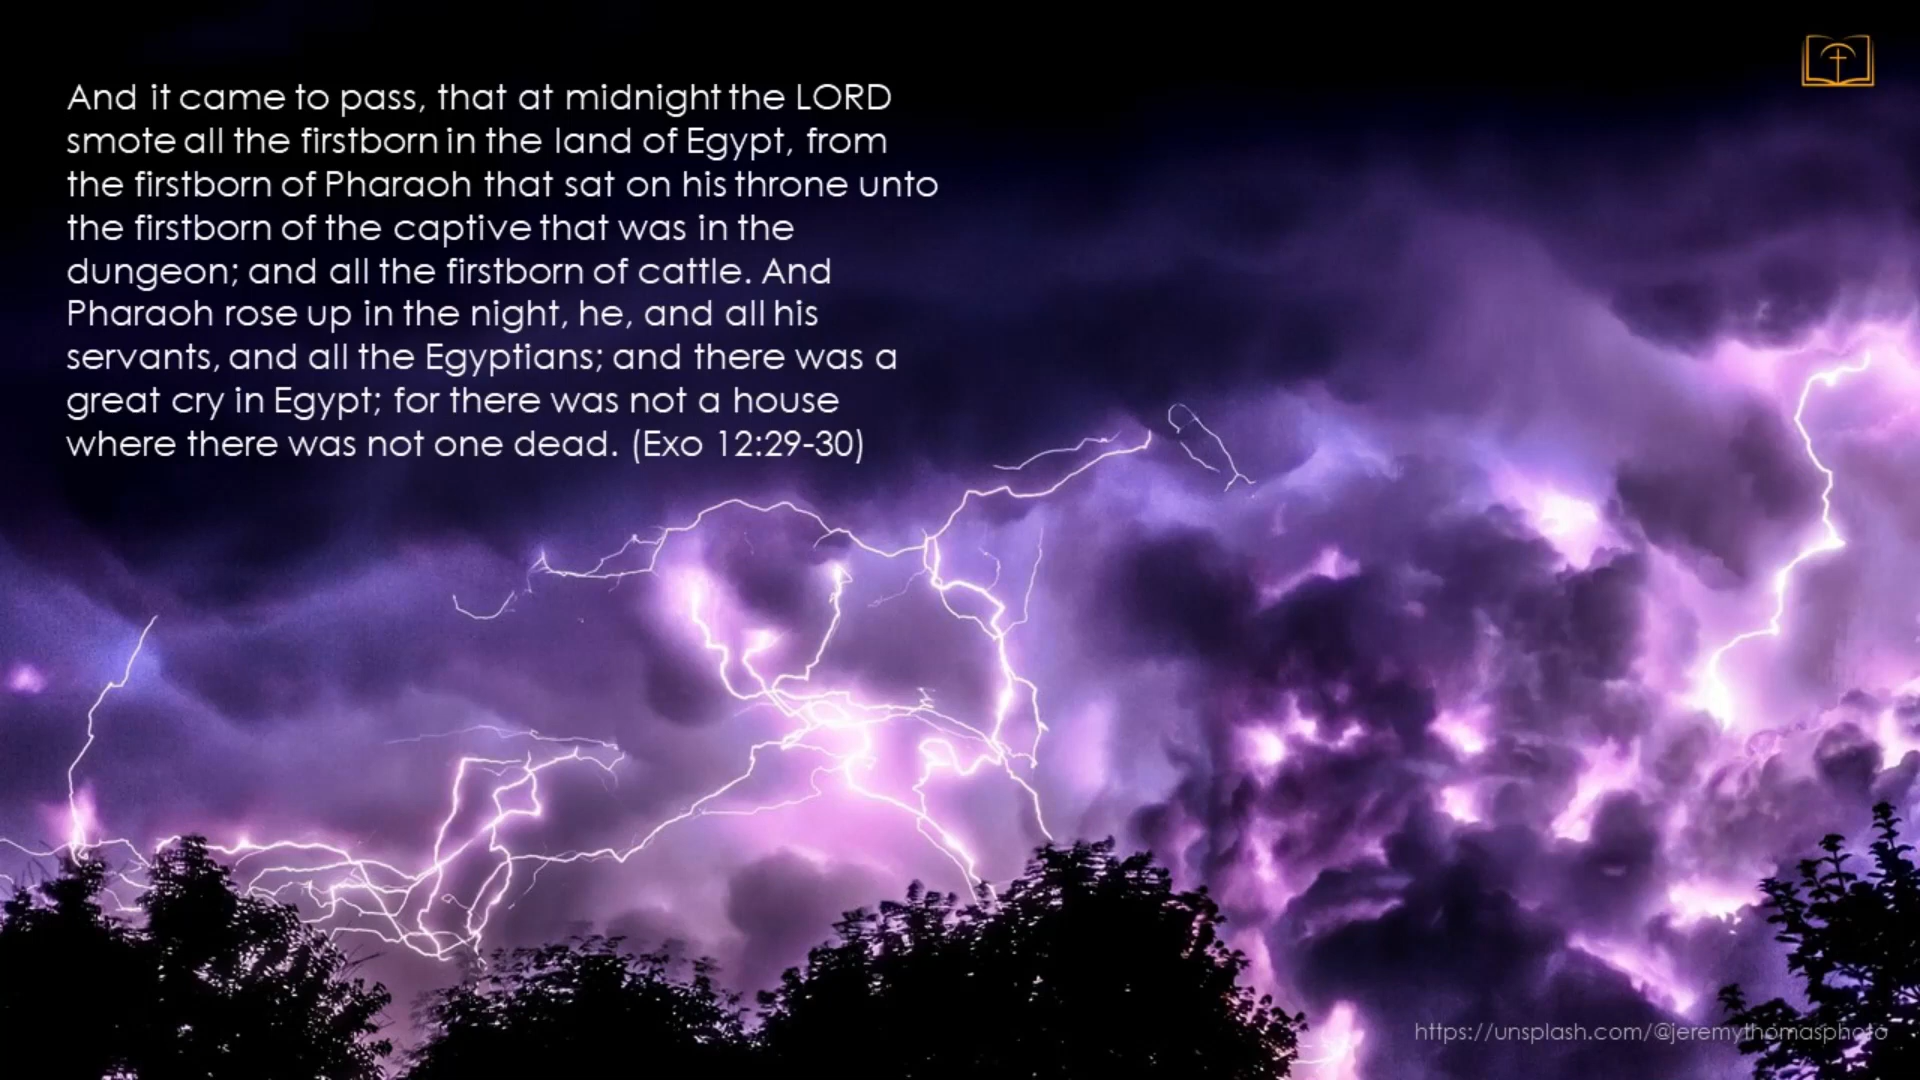 And it came to pass, that at midnight the LORD
smote all the firstborn in the land of Egypt, from
the firstborn of Pharaoh that sat on his throne unto
the firstborn of the captive that was in the
dungeon; and all the firstborn of cattle. And
Pharaoh rose up in the night, he, and all his
servants, and all the Egyptians; and there was a
great cry in Egypt; for there was not a house
where there was not one dead. (Exo 12:29-30)
https://unsplash.com/@jeremythomasphoto